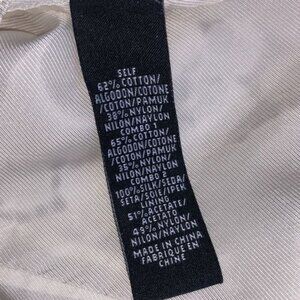 SELF
62% COTTON/
ALGODON/COTONE
/COTON/PAMUK
38% NYLON/
NILON/NAYLON
COMBO 1
65% COTTON/
ALGODON/COTONE
/COTON/PAMUK
35% NYLON/
NILON/NAYLON
COMBO 2
100% SILK/SEDA/
SETA/SOIE/IPEK
LINING
51% ACETATE/
ACETATO
49% NYLON/
NILON/NAYLON
MADE IN CHINA
FABRIQUE EN
CHINE